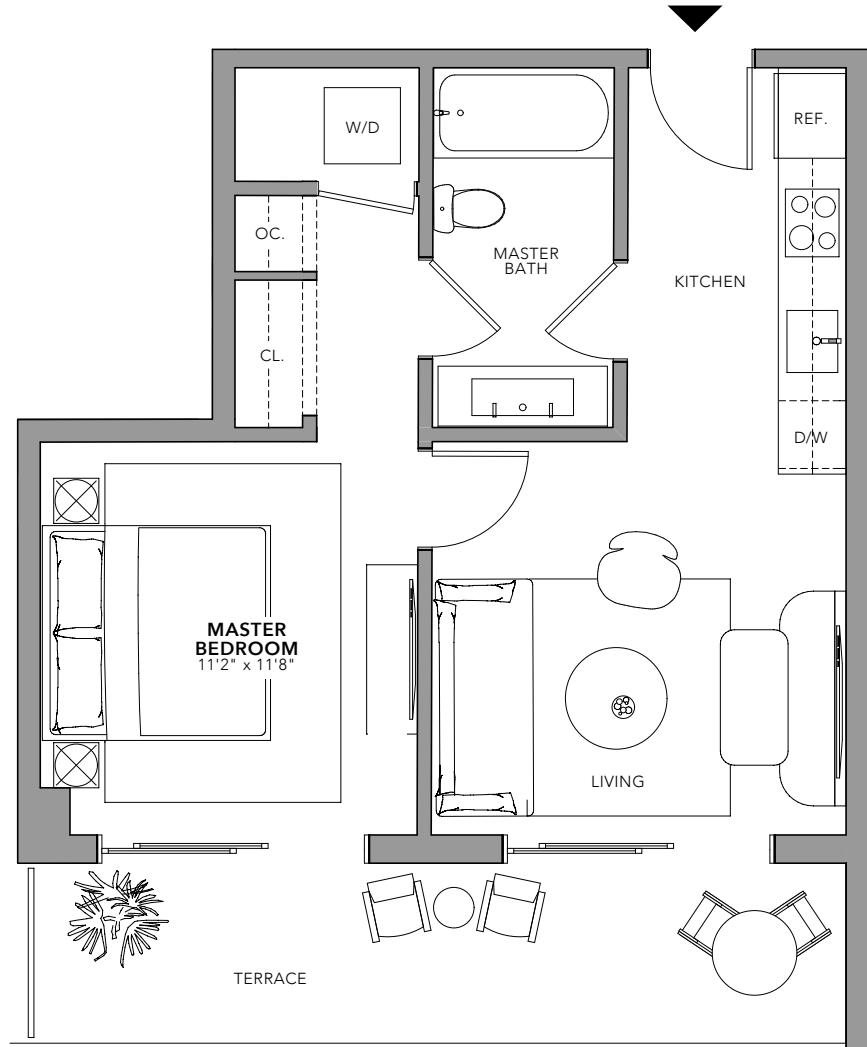 W/D
REF.
OC.
MASTER
BATH
KITCHEN
CL.
D/W
MASTER
BEDROOM
11'2" x 11'8"
LIVING
TERRACE